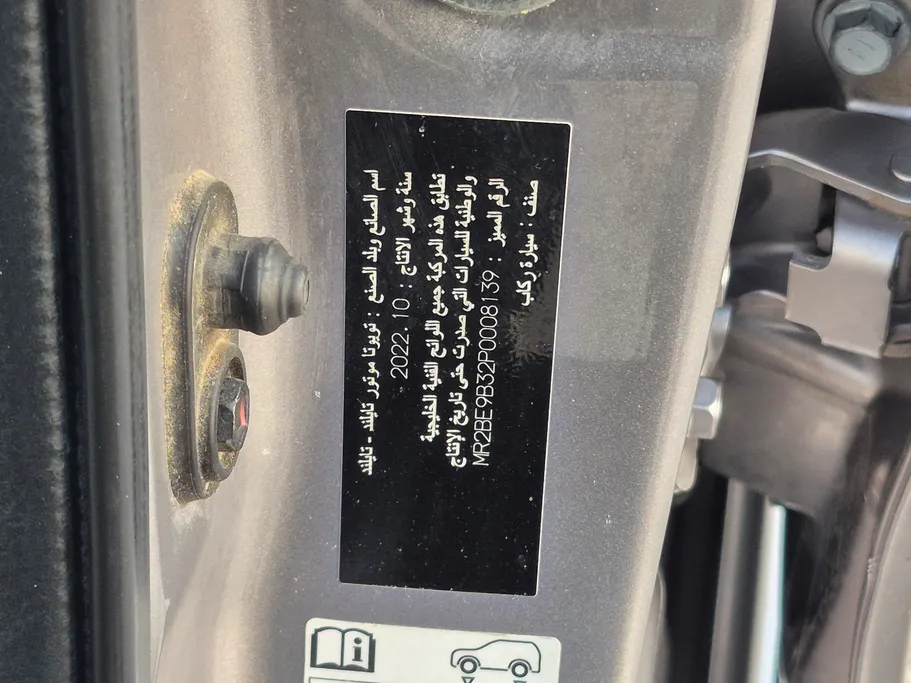 اسم الصانع وبلد الصنع : تويوتا موتور تايلند - تايلند
سنة وشهر الانتاج : 2022.10
تطابق هذه المركبة جميع اللوائح الفنية الخليجية
والوطنية للسيارات التي صدرت حتى تاريخ الإنتاج
الرقم المميز : MR2BE9B32P0008139
صنف : سيارة ركاب